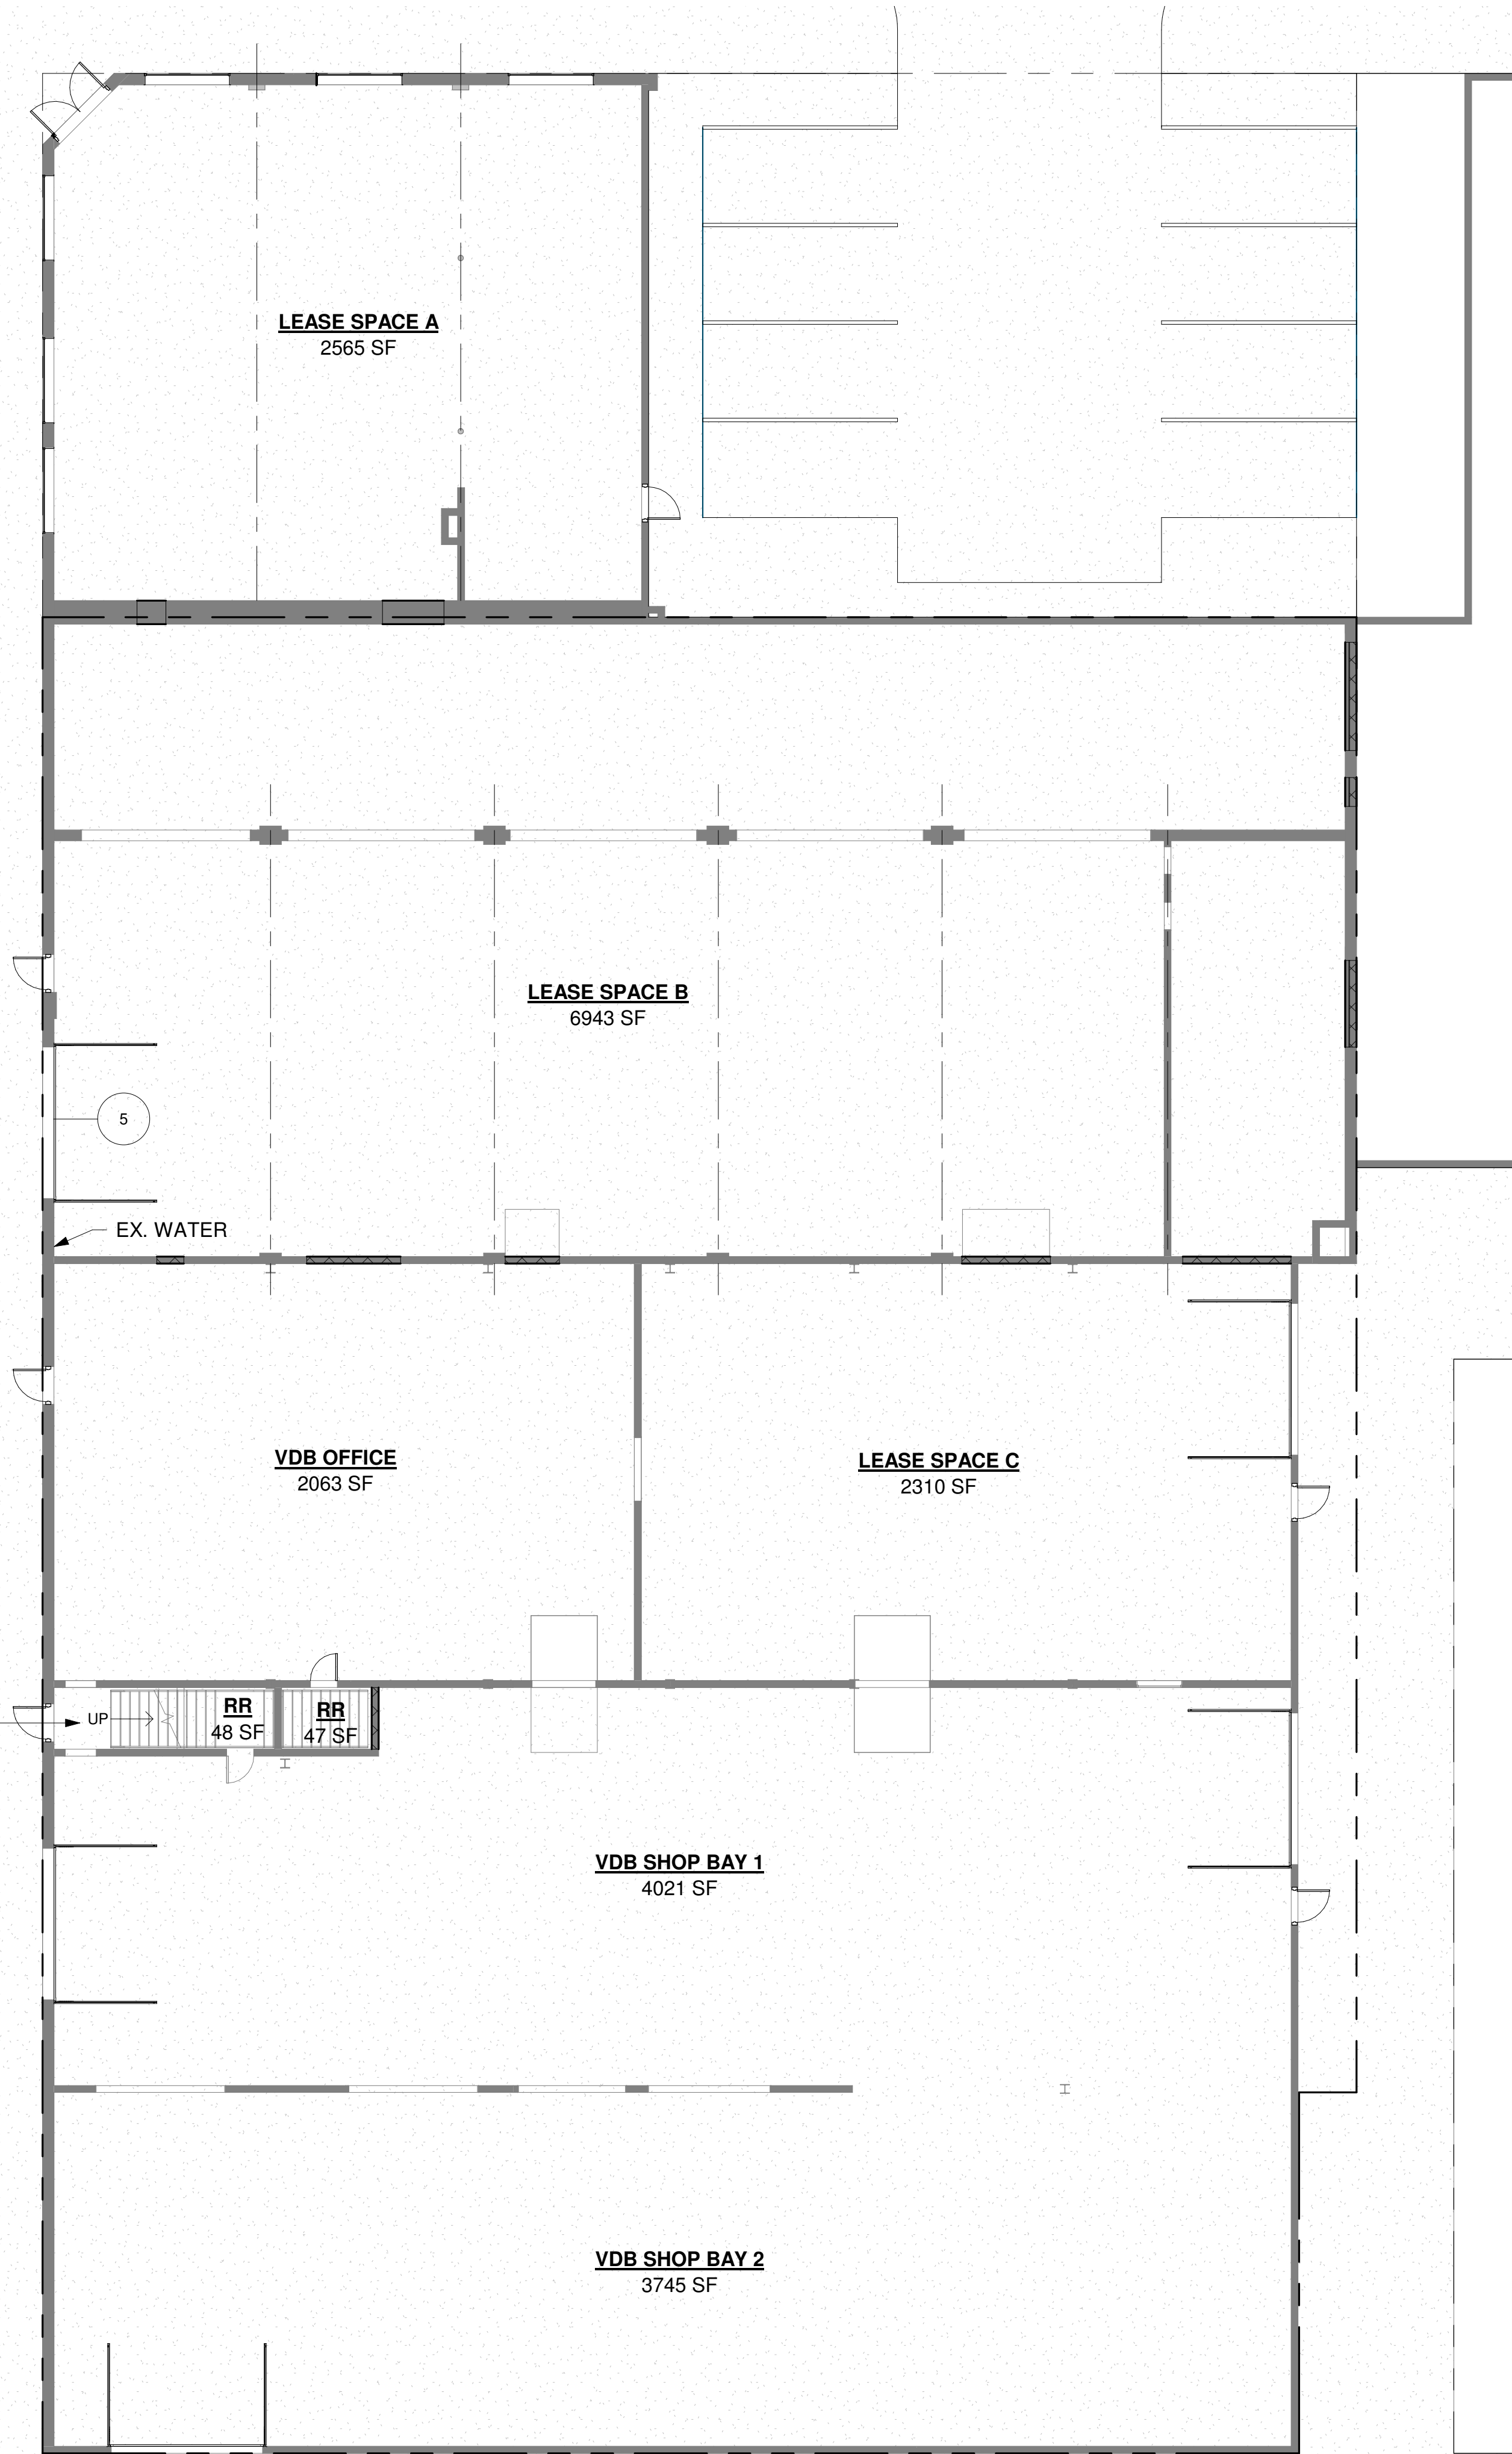 LEASE SPACE A
2565 SF
LEASE SPACE B
6943 SF
5
EX. WATER
VDB OFFICE
2063 SF
LEASE SPACE C
2310 SF
UP
RR
48 SF
RR
47 SF
VDB SHOP BAY 1
4021 SF
VDB SHOP BAY 2
3745 SF